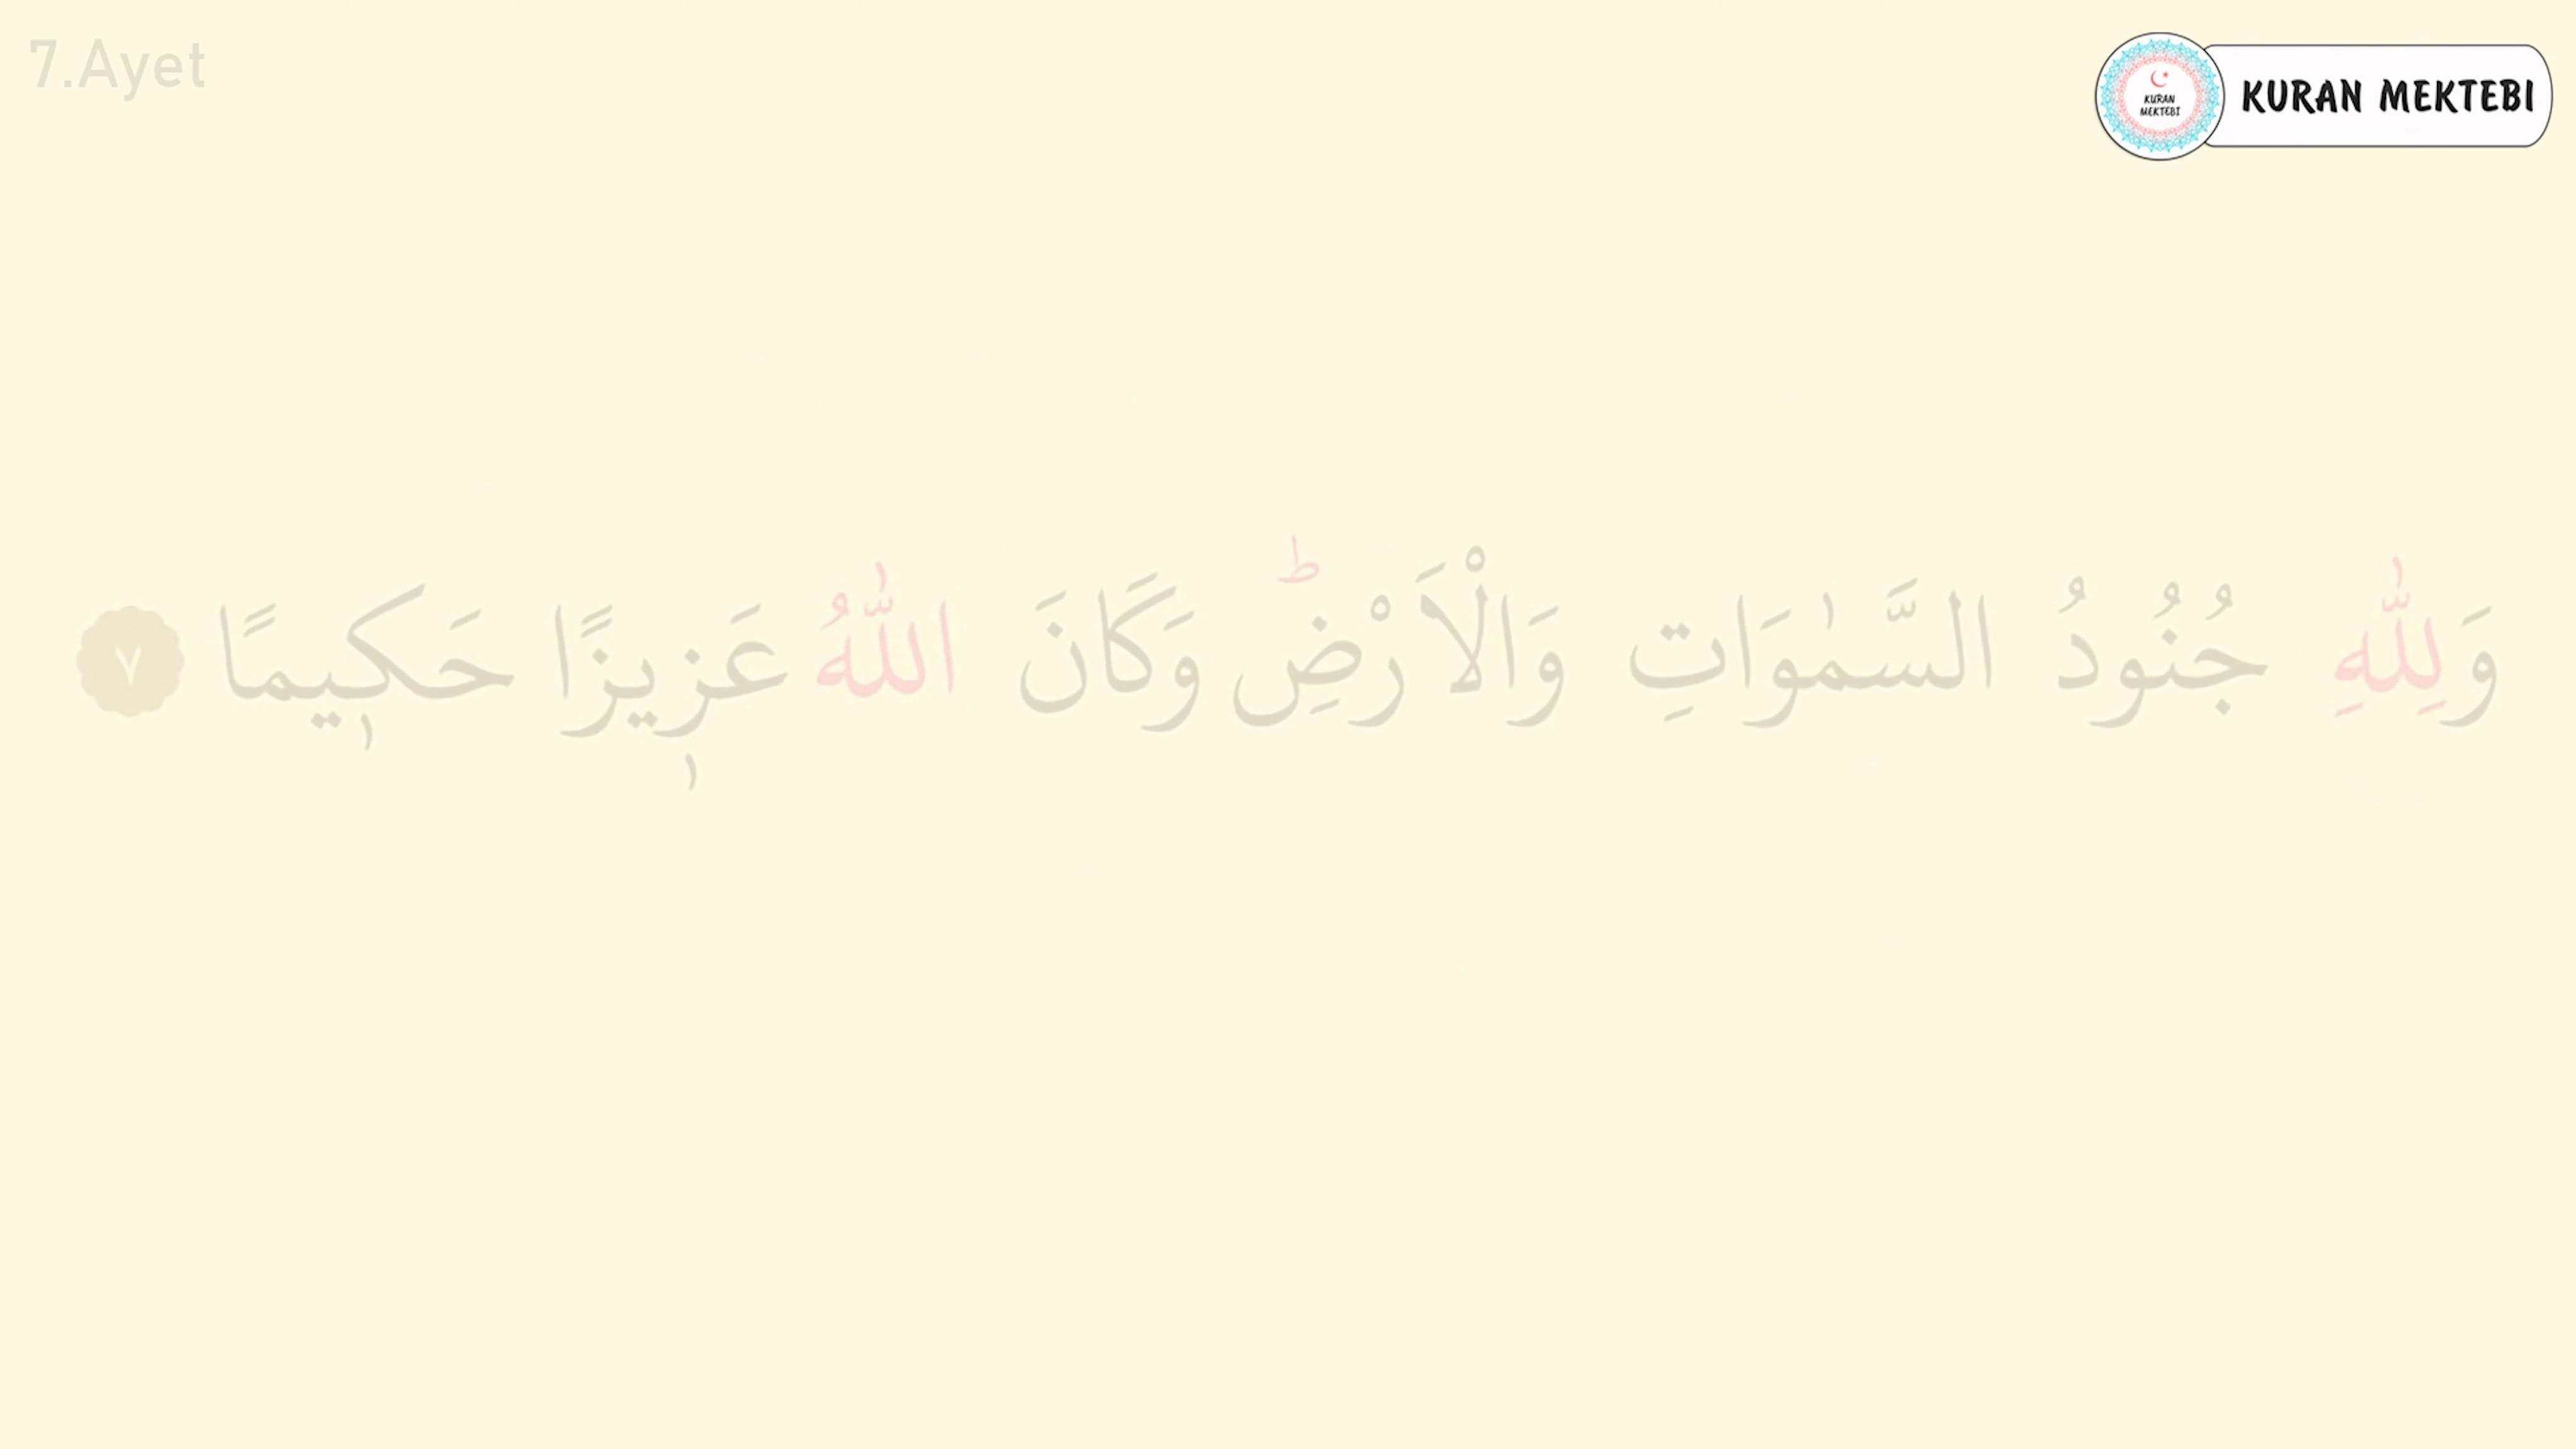 7.Ayet
KURAN MEKTEBI
KURAN
MEKTEBI
وَلِلّٰهِ جُنُودُ السَّمٰوَاتِ وَالْاَرْضِۜ وَكَانَ اللّٰهُ عَزٖيزًا حَكٖيمًا ٧